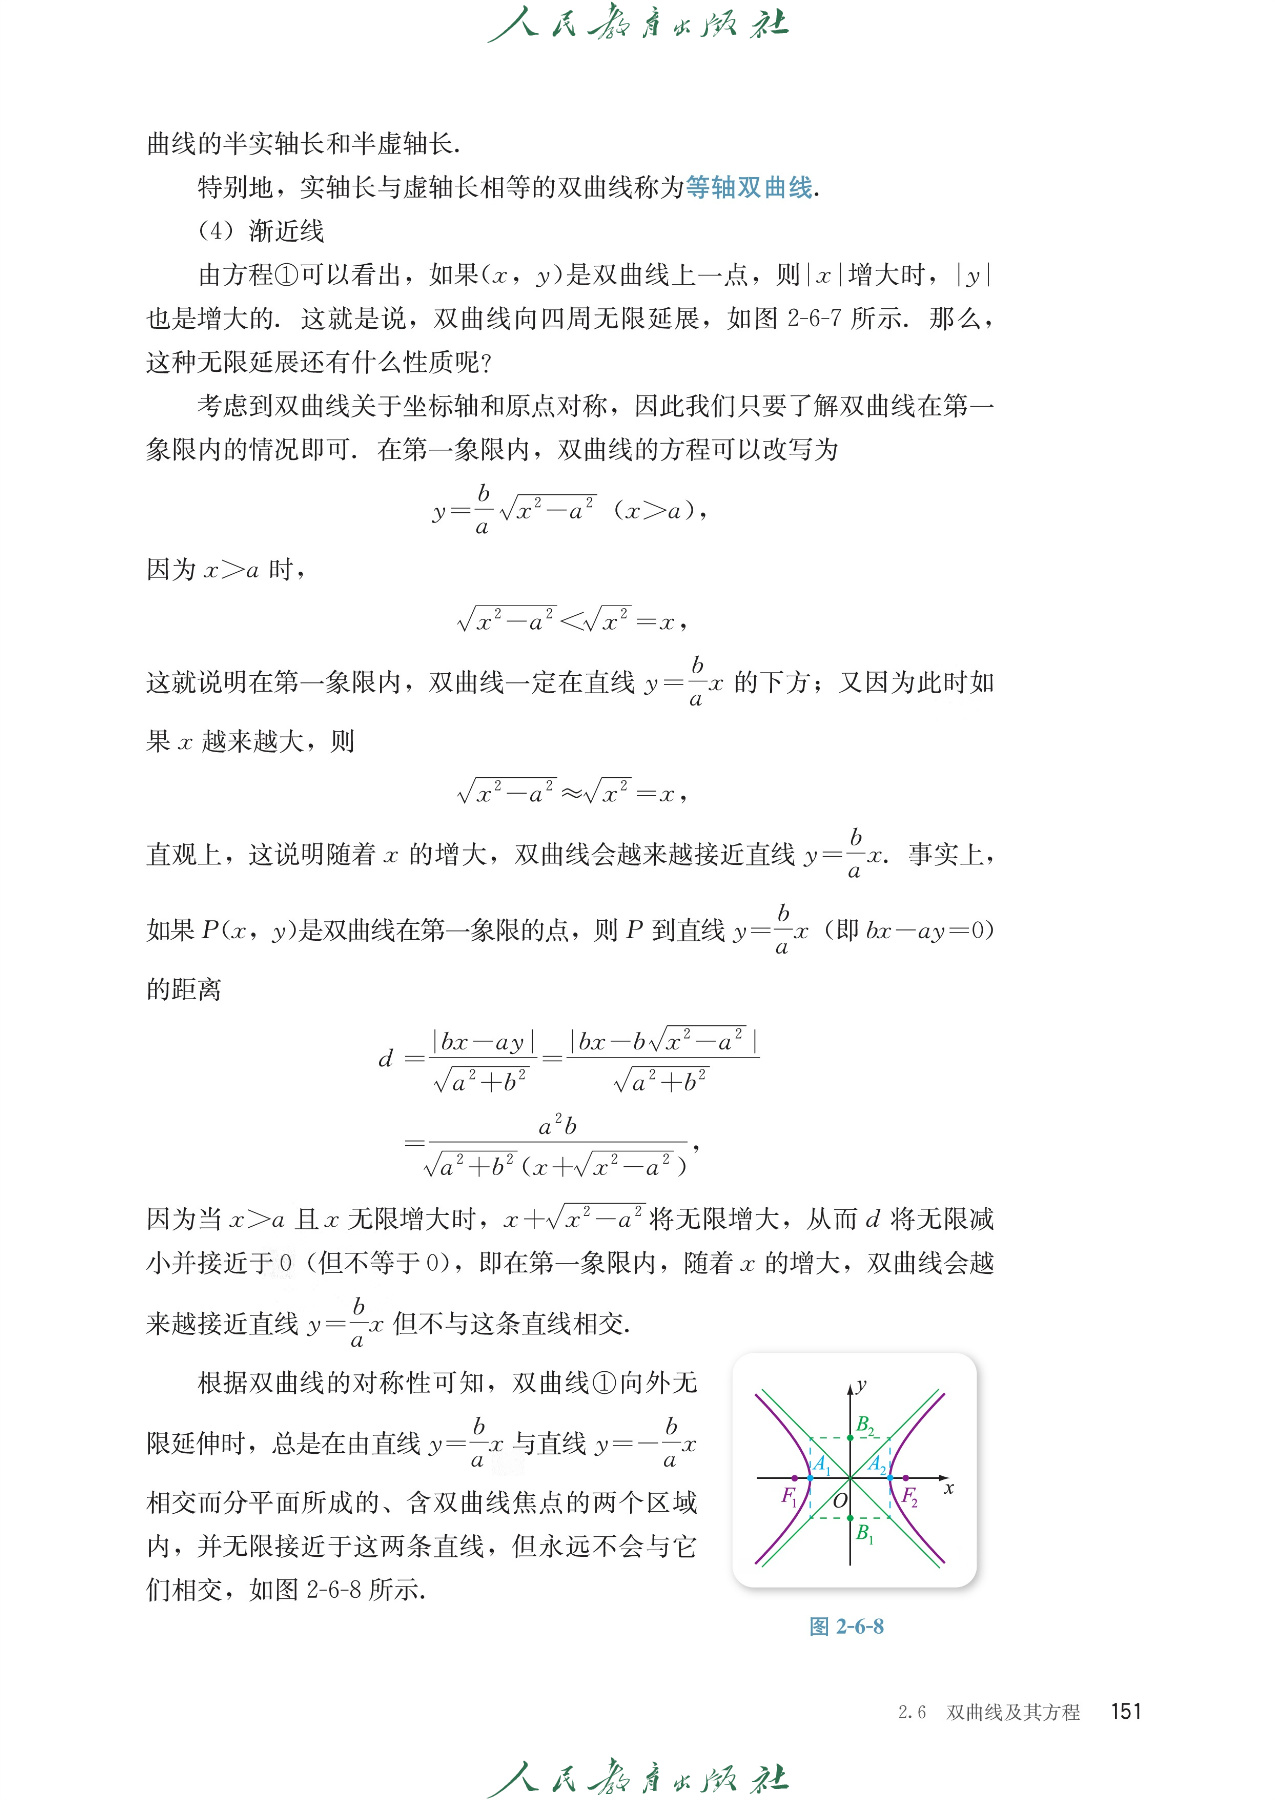 人民教育出版社
曲线的半实轴长和半虚轴长.
特别地，实轴长与虚轴长相等的双曲线称为等轴双曲线.
（4）渐近线
由方程①可以看出，如果(x，y)是双曲线上一点，则|x|增大时，|y|
也是增大的. 这就是说，双曲线向四周无限延展，如图 2-6-7 所示. 那么，
这种无限延展还有什么性质呢？
考虑到双曲线关于坐标轴和原点对称，因此我们只要了解双曲线在第一
象限内的情况即可. 在第一象限内，双曲线的方程可以改写为
y=\frac{b}{a}\sqrt{x^2-a^2}（x>a），
因为 x>a 时，
\sqrt{x^2-a^2}<\sqrt{x^2}=x，
这就说明在第一象限内，双曲线一定在直线 y=\frac{b}{a}x 的下方；又因为此时如
果 x 越来越大，则
\sqrt{x^2-a^2}≈\sqrt{x^2}=x，
直观上，这说明随着 x 的增大，双曲线会越来越接近直线 y=\frac{b}{a}x. 事实上，
如果 P(x，y)是双曲线在第一象限的点，则 P 到直线 y=\frac{b}{a}x（即 bx-ay=0）
的距离
d=\frac{|bx-ay|}{\sqrt{a^2+b^2}}=\frac{|bx-b\sqrt{x^2-a^2}|}{\sqrt{a^2+b^2}}
=\frac{a^2b}{\sqrt{a^2+b^2}(x+\sqrt{x^2-a^2})}，
因为当 x>a 且 x 无限增大时，x+\sqrt{x^2-a^2}将无限增大，从而 d 将无限减
小并接近于 0（但不等于 0），即在第一象限内，随着 x 的增大，双曲线会越
来越接近直线 y=\frac{b}{a}x 但不与这条直线相交.
根据双曲线的对称性可知，双曲线①向外无
限延伸时，总是在由直线 y=\frac{b}{a}x 与直线 y=-\frac{b}{a}x
相交而分平面所成的、含双曲线焦点的两个区域
内，并无限接近于这两条直线，但永远不会与它
们相交，如图 2-6-8 所示.
y
B₂
A₁ A₂
F₁ O F₂ x
B₁
图 2-6-8
2.6 双曲线及其方程 151
人民教育出版社